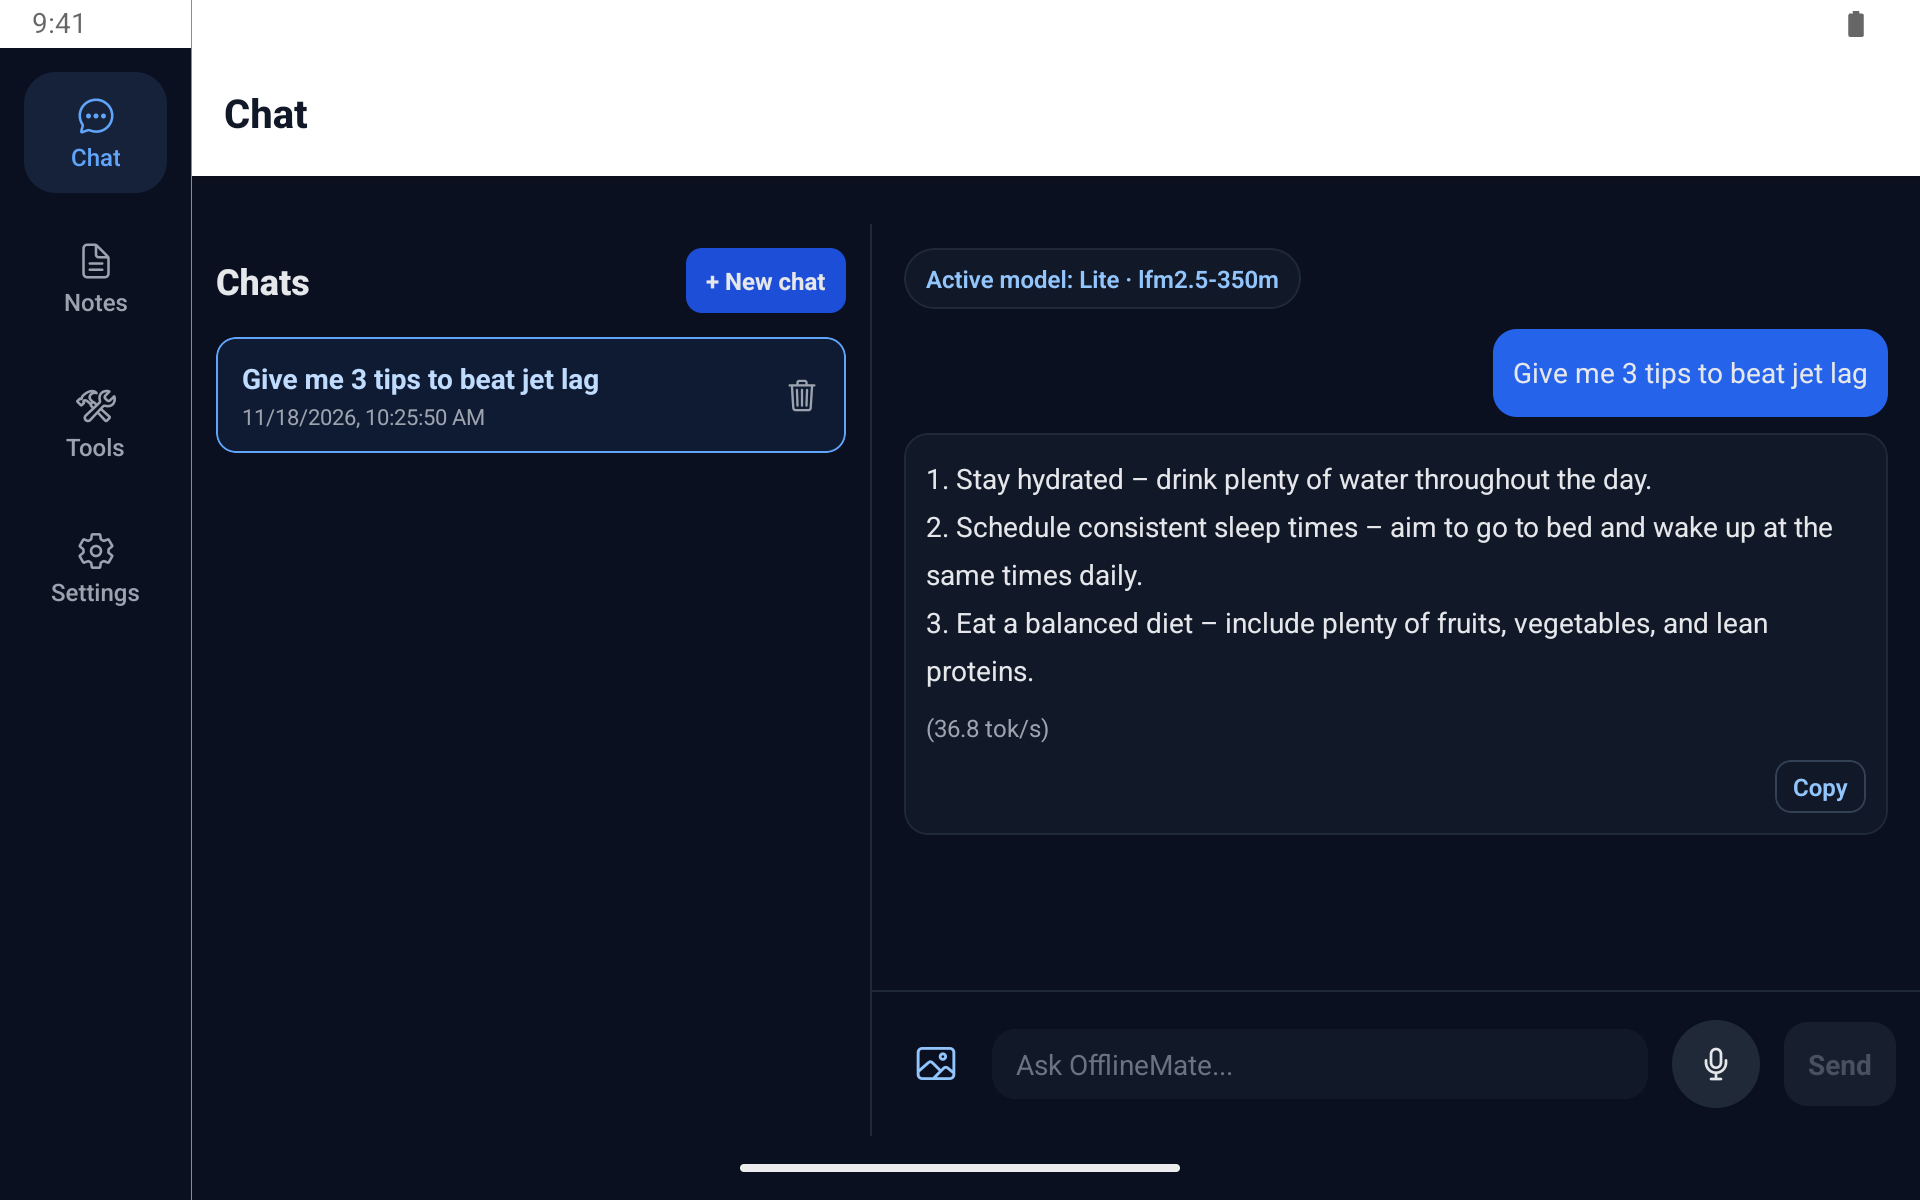 9:41
Chat
Notes
Tools
Settings
Chat
Chats
+ New chat
Give me 3 tips to beat jet lag
11/18/2026, 10:25:50 AM
Active model: Lite · lfm2.5-350m
Give me 3 tips to beat jet lag
1. Stay hydrated – drink plenty of water throughout the day.
2. Schedule consistent sleep times – aim to go to bed and wake up at the
same times daily.
3. Eat a balanced diet – include plenty of fruits, vegetables, and lean
proteins.
(36.8 tok/s)
Copy
Ask OfflineMate...
Send